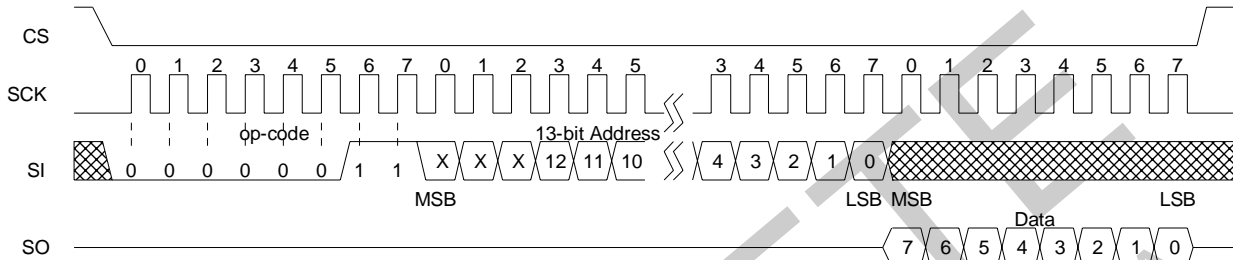 CS
0 1 2 3 4 5 6 7 0 1 2 3 4 5 3 4 5 6 7 0 1 2 3 4 5 6 7
SCK
op-code 13-bit Address
SI 0 0 0 0 0 0 1 1 X X X 12 11 10 4 3 2 1 0
MSB LSB MSB LSB
Data
SO 7 6 5 4 3 2 1 0